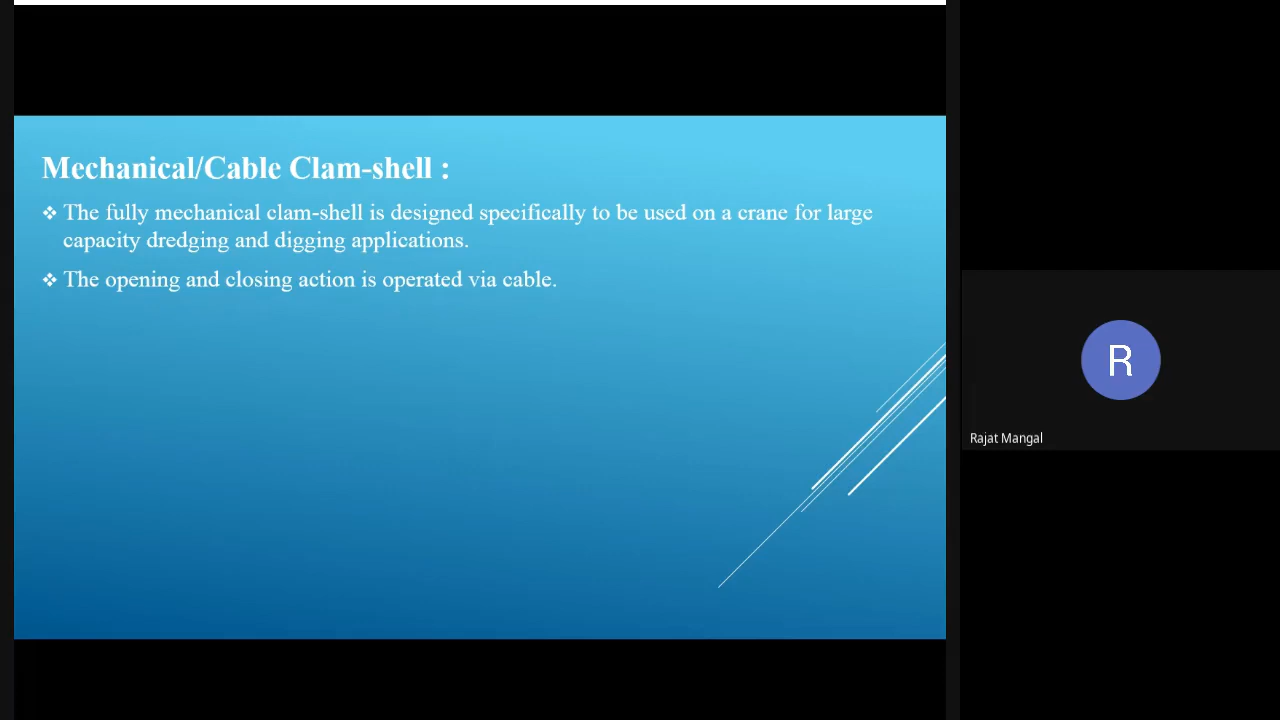 Mechanical/Cable Clam-shell :
❖ The fully mechanical clam-shell is designed specifically to be used on a crane for large
capacity dredging and digging applications.
❖ The opening and closing action is operated via cable.
R
Rajat Mangal